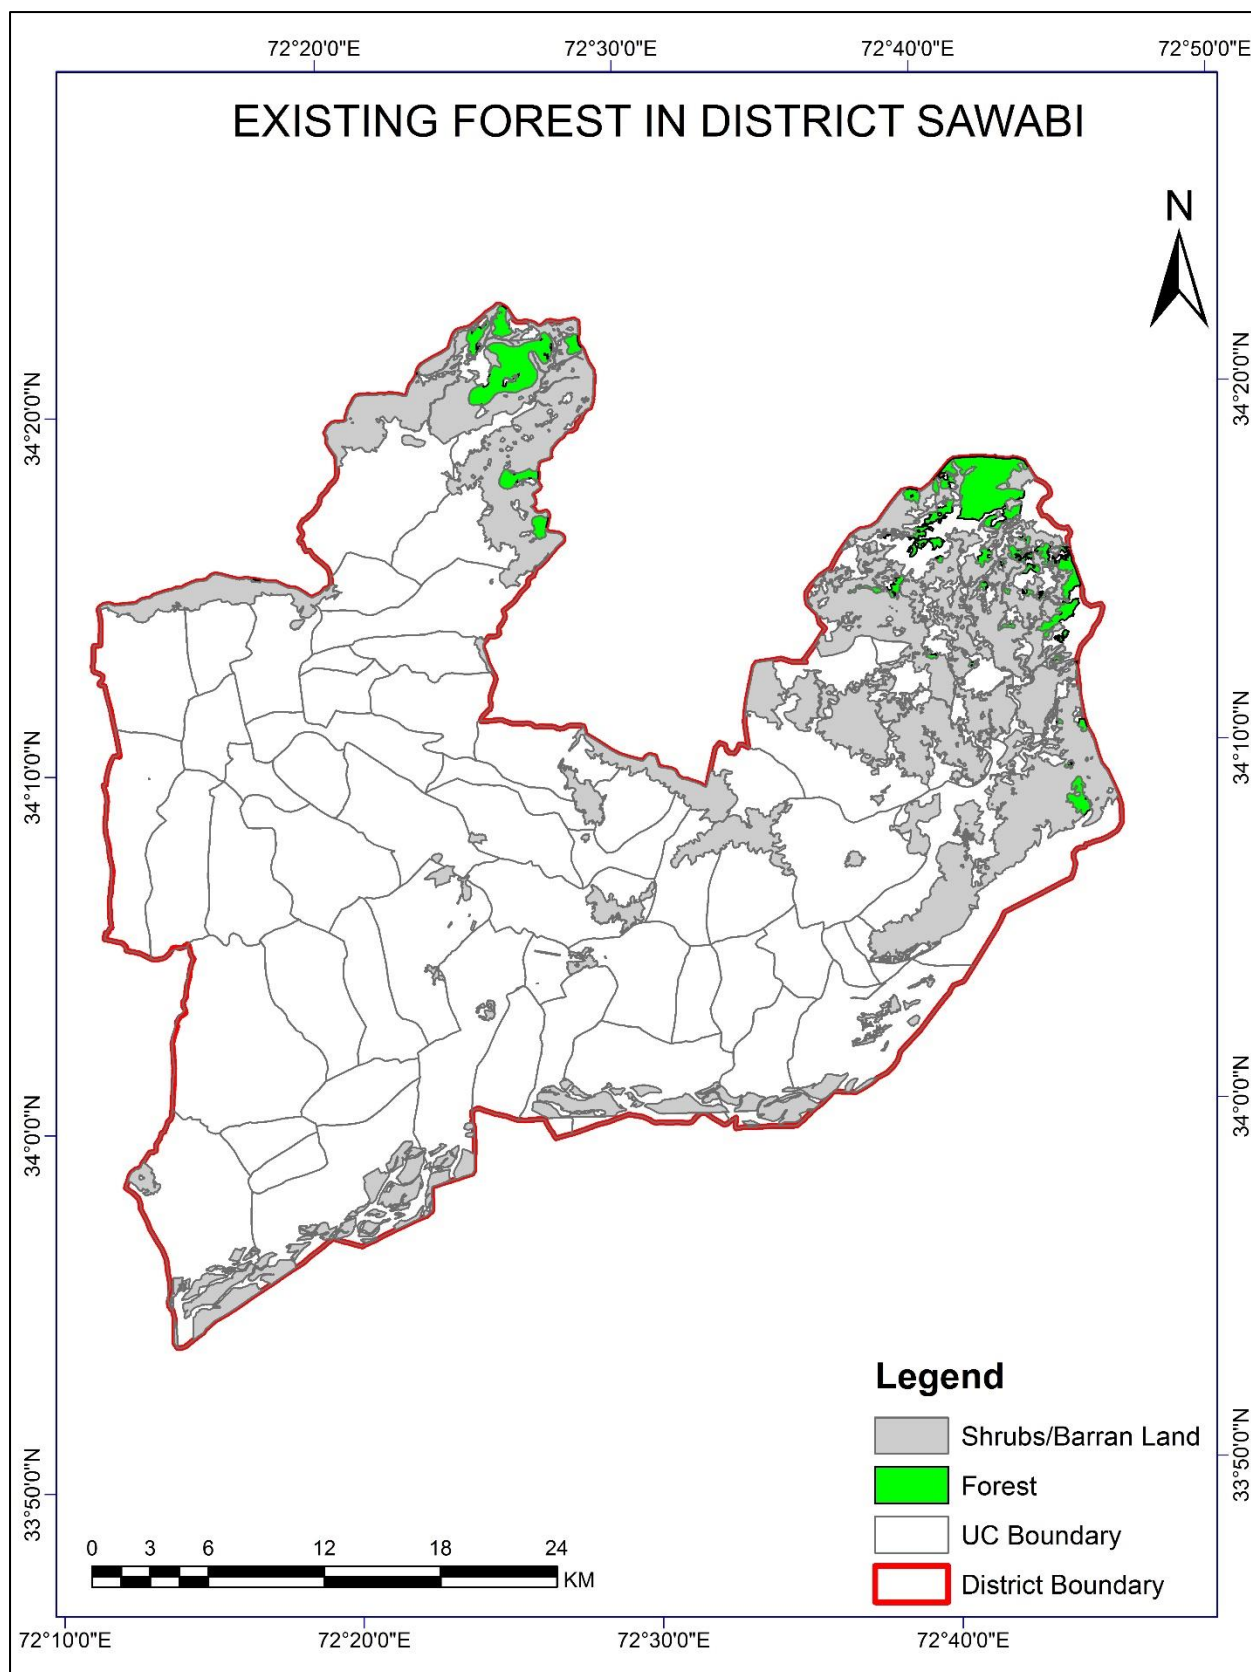 72°20'0"E 72°30'0"E 72°40'0"E 72°50'0"E
EXISTING FOREST IN DISTRICT SAWABI
N
34°20'0"N
34°20'0"N
34°10'0"N
34°10'0"N
34°0'0"N
34°0'0"N
33°50'0"N
33°50'0"N
Legend
Shrubs/Barran Land
Forest
UC Boundary
District Boundary
0 3 6 12 18 24
KM
72°10'0"E 72°20'0"E 72°30'0"E 72°40'0"E